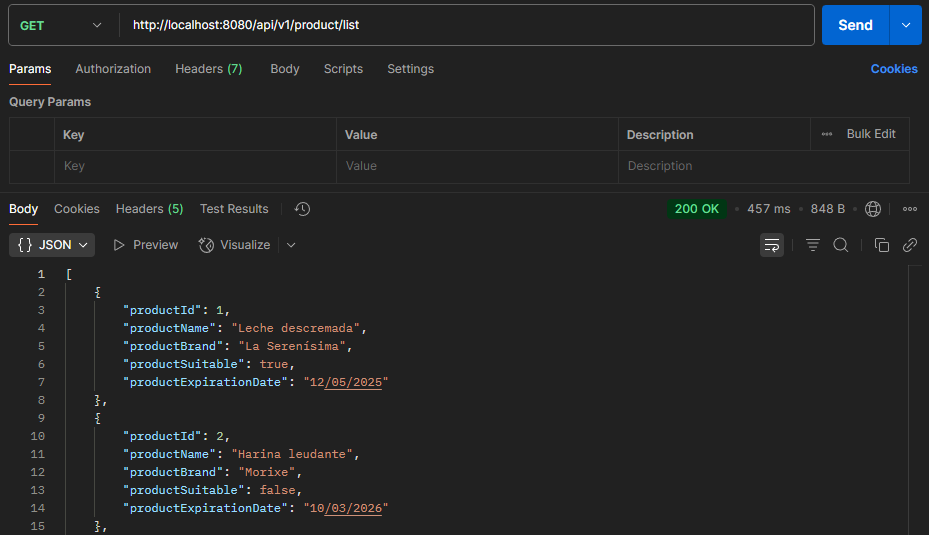 GET http://localhost:8080/api/v1/product/list Send
Params Authorization Headers (7) Body Scripts Settings Cookies
Query Params
Key Value Description Bulk Edit
Key Value Description
Body Cookies Headers (5) Test Results 200 OK • 457 ms • 848 B •
{} JSON Preview Visualize
1 [
2 {
3 "productId": 1,
4 "productName": "Leche descremada",
5 "productBrand": "La Serenísima",
6 "productSuitable": true,
7 "productExpirationDate": "12/05/2025"
8 },
9 {
10 "productId": 2,
11 "productName": "Harina leudante",
12 "productBrand": "Morixe",
13 "productSuitable": false,
14 "productExpirationDate": "10/03/2026"
15 },